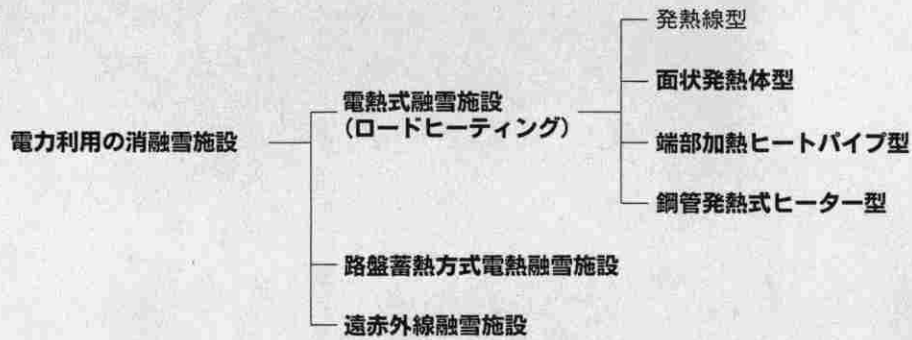 発熱線型
面状発熱体型
電熱式融雪施設
（ロードヒーティング）
電力利用の消融雪施設
端部加熱ヒートパイプ型
鋼管発熱式ヒーター型
路盤蓄熱方式電熱融雪施設
遠赤外線融雪施設